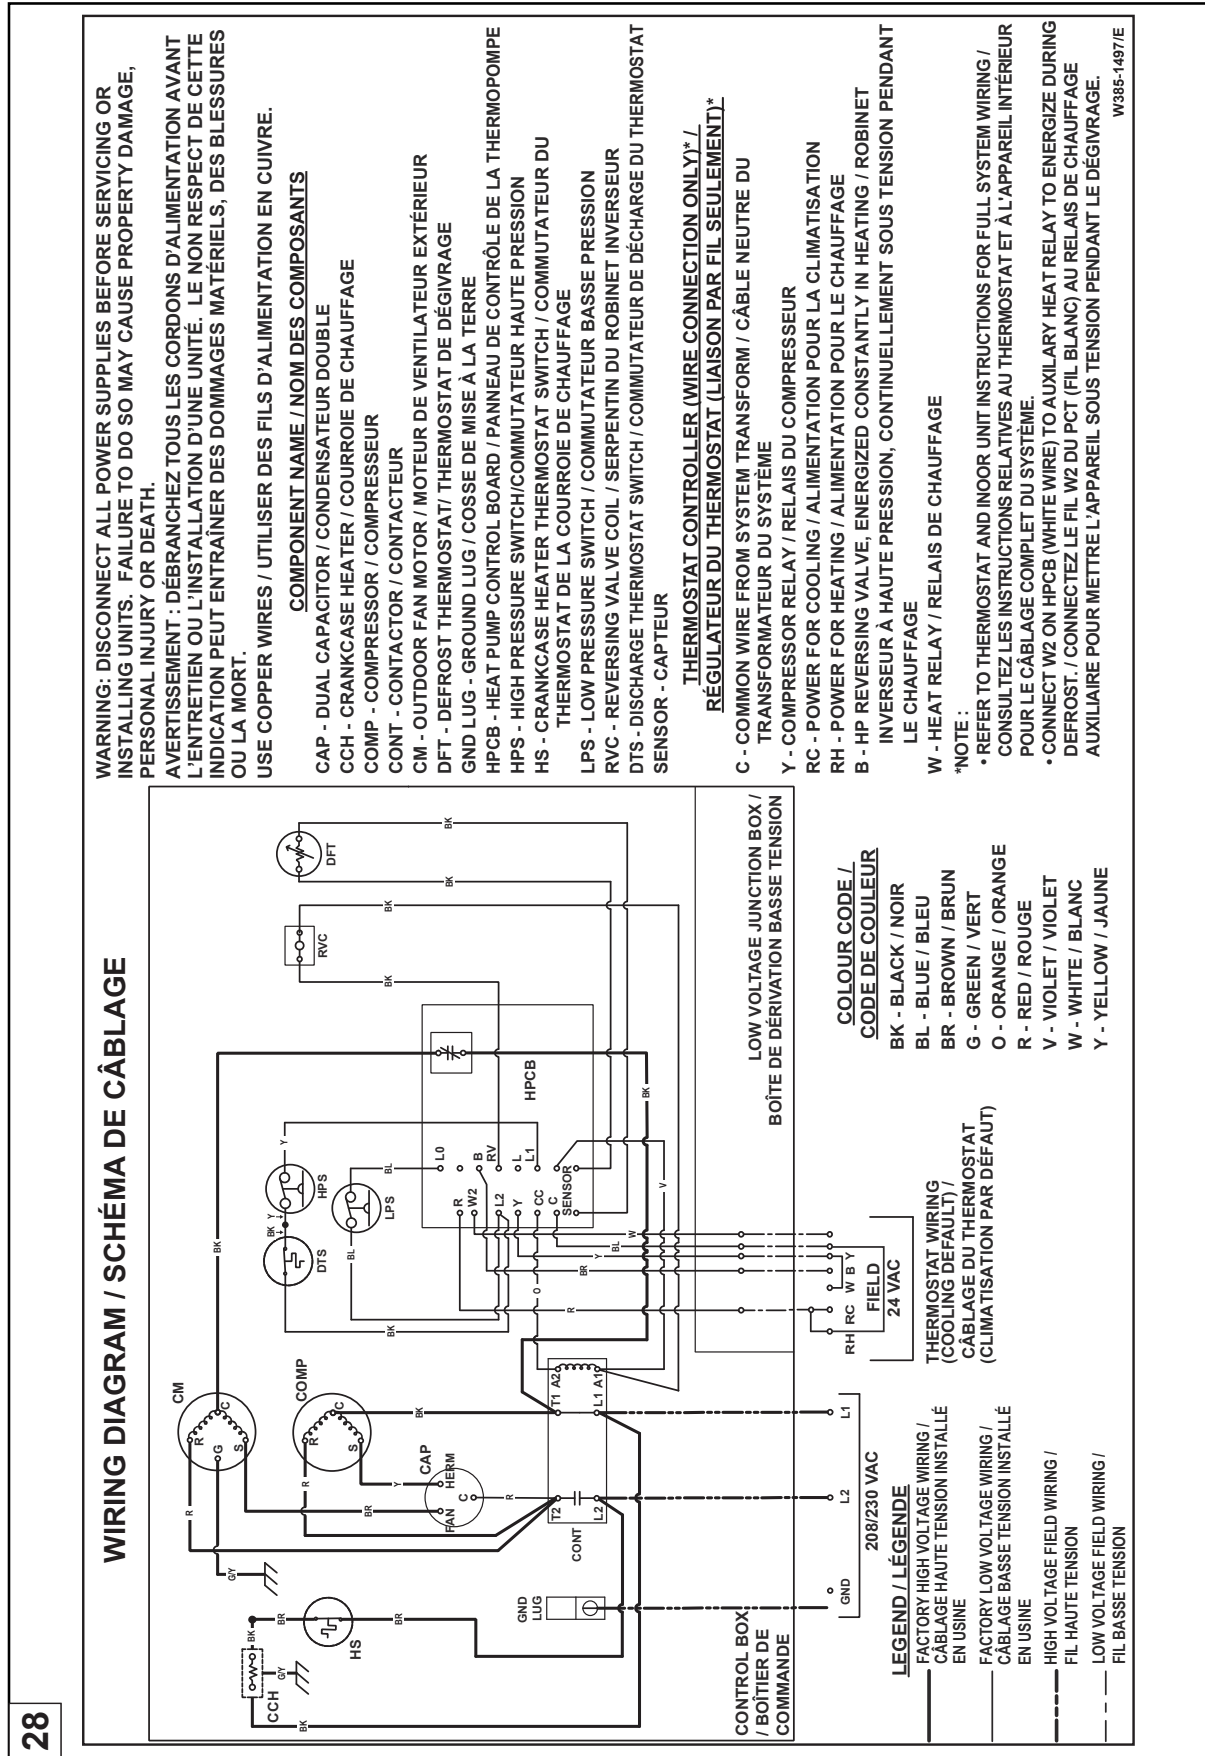 28
WIRING DIAGRAM / SCHÉMA DE CÂBLAGE
CCH
BK
G/Y
BK
BR
HS
BR
G/Y
R
CM
R
G
S
C
BK
COMP
R
S
C
R
Y
BR
BK
CAP
FAN
HERM
C
R
GND
LUG
CONT
T2
L2
T1
A2
L1
A1
DTS
BK
Y
HPS
Y
BK
LPS
BL
BL
HPCB
R
W2
L2
Y
CC
C
SENSOR
L0
B
RV
L
L1
RVC
BK
BK
DFT
BK
BK
BK
O
V
R
BR
Y
BL
W
CONTROL BOX
/ BOÎTIER DE
COMMANDE
LOW VOLTAGE JUNCTION BOX /
BOÎTE DE DÉRIVATION BASSE TENSION
GND
L2
L1
208/230 VAC
RH
RC
W
B
Y
FIELD
24 VAC
THERMOSTAT WIRING
(COOLING DEFAULT) /
CÂBLAGE DU THERMOSTAT
(CLIMATISATION PAR DÉFAUT)
LEGEND / LÉGENDE
FACTORY HIGH VOLTAGE WIRING /
CÂBLAGE HAUTE TENSION INSTALLÉ
EN USINE
FACTORY LOW VOLTAGE WIRING /
CÂBLAGE BASSE TENSION INSTALLÉ
EN USINE
HIGH VOLTAGE FIELD WIRING /
FIL HAUTE TENSION
LOW VOLTAGE FIELD WIRING /
FIL BASSE TENSION
COLOUR CODE /
CODE DE COULEUR
BK - BLACK / NOIR
BL - BLUE / BLEU
BR - BROWN / BRUN
G - GREEN / VERT
O - ORANGE / ORANGE
R - RED / ROUGE
V - VIOLET / VIOLET
W - WHITE / BLANC
Y - YELLOW / JAUNE
WARNING: DISCONNECT ALL POWER SUPPLIES BEFORE SERVICING OR
INSTALLING UNITS. FAILURE TO DO SO MAY CAUSE PROPERTY DAMAGE,
PERSONAL INJURY OR DEATH.
AVERTISSEMENT : DÉBRANCHEZ TOUS LES CORDONS D'ALIMENTATION AVANT
L'ENTRETIEN OU L'INSTALLATION D'UNE UNITÉ. LE NON RESPECT DE CETTE
INDICATION PEUT ENTRAÎNER DES DOMMAGES MATÉRIELS, DES BLESSURES
OU LA MORT.
USE COPPER WIRES / UTILISER DES FILS D'ALIMENTATION EN CUIVRE.
COMPONENT NAME / NOM DES COMPOSANTS
CAP - DUAL CAPACITOR / CONDENSATEUR DOUBLE
CCH - CRANKCASE HEATER / COURROIE DE CHAUFFAGE
COMP - COMPRESSOR / COMPRESSEUR
CONT - CONTACTOR / CONTACTEUR
CM - OUTDOOR FAN MOTOR / MOTEUR DE VENTILATEUR EXTÉRIEUR
DFT - DEFROST THERMOSTAT/ THERMOSTAT DE DÉGIVRAGE
GND LUG - GROUND LUG / COSSE DE MISE À LA TERRE
HPCB - HEAT PUMP CONTROL BOARD / PANNEAU DE CONTRÔLE DE LA THERMOPOMPE
HPS - HIGH PRESSURE SWITCH/COMMUTATEUR HAUTE PRESSION
HS - CRANKCASE HEATER THERMOSTAT SWITCH / COMMUTATEUR DU
THERMOSTAT DE LA COURROIE DE CHAUFFAGE
LPS - LOW PRESSURE SWITCH / COMMUTATEUR BASSE PRESSION
RVC - REVERSING VALVE COIL / SERPENTIN DU ROBINET INVERSEUR
DTS - DISCHARGE THERMOSTAT SWITCH / COMMUTATEUR DE DÉCHARGE DU THERMOSTAT
SENSOR - CAPTEUR
THERMOSTAT CONTROLLER (WIRE CONNECTION ONLY)* /
RÉGULATEUR DU THERMOSTAT (LIAISON PAR FIL SEULEMENT)*
C - COMMON WIRE FROM SYSTEM TRANSFORM / CÂBLE NEUTRE DU
TRANSFORMATEUR DU SYSTÈME
Y - COMPRESSOR RELAY / RELAIS DU COMPRESSEUR
RC - POWER FOR COOLING / ALIMENTATION POUR LA CLIMATISATION
RH - POWER FOR HEATING / ALIMENTATION POUR LE CHAUFFAGE
B - HP REVERSING VALVE, ENERGIZED CONSTANTLY IN HEATING / ROBINET
INVERSEUR À HAUTE PRESSION, CONTINUELLEMENT SOUS TENSION PENDANT
LE CHAUFFAGE
W - HEAT RELAY / RELAIS DE CHAUFFAGE
*NOTE :
• REFER TO THERMOSTAT AND INOOR UNIT INSTRUCTIONS FOR FULL SYSTEM WIRING /
CONSULTEZ LES INSTRUCTIONS RELATIVES AU THERMOSTAT ET À L'APPAREIL INTÉRIEUR
POUR LE CÂBLAGE COMPLET DU SYSTÈME.
• CONNECT W2 ON HPCB (WHITE WIRE) TO AUXILARY HEAT RELAY TO ENERGIZE DURING
DEFROST. / CONNECTEZ LE FIL W2 DU PCT (FIL BLANC) AU RELAIS DE CHAUFFAGE
AUXILIAIRE POUR METTRE L'APPAREIL SOUS TENSION PENDANT LE DÉGIVRAGE.
W385-1497/E